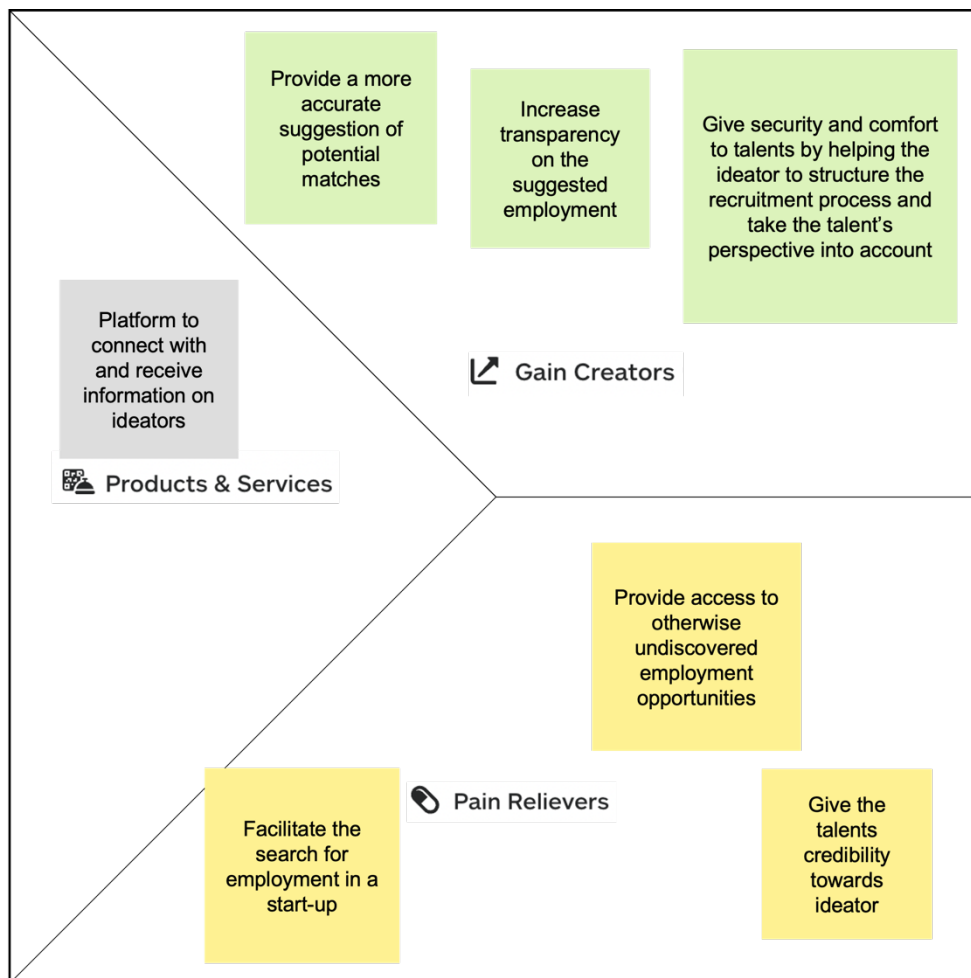 Provide a more
accurate
suggestion of
potential
matches
Increase
transparency
on the
suggested
employment
Give security and comfort
to talents by helping the
ideator to structure the
recruitment process and
take the talent’s
perspective into account
Platform to
connect with
and receive
information on
ideators
Gain Creators
Products & Services
Provide access to
otherwise
undiscovered
employment
opportunities
Facilitate the
search for
employment in a
start-up
Pain Relievers
Give the
talents
credibility
towards
ideator